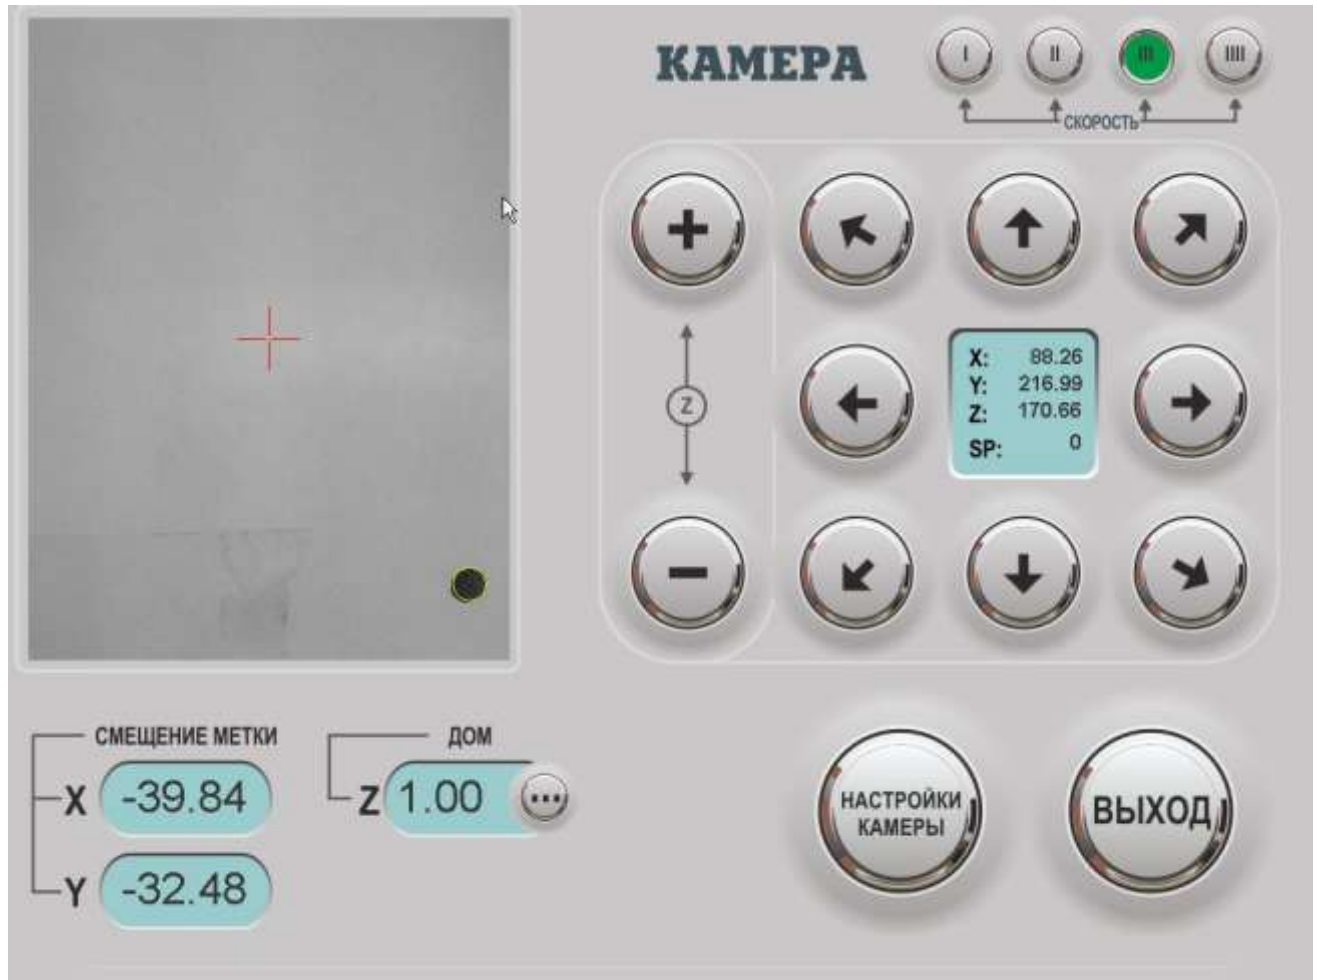 КАМЕРА
I II III IIII
СКОРОСТЬ
X: 88.26
Y: 216.99
Z: 170.66
SP: 0
Z
СМЕЩЕНИЕ МЕТКИ
X -39.84
Y -32.48
ДОМ
Z 1.00 ...
НАСТРОЙКИ
КАМЕРЫ
ВЫХОД